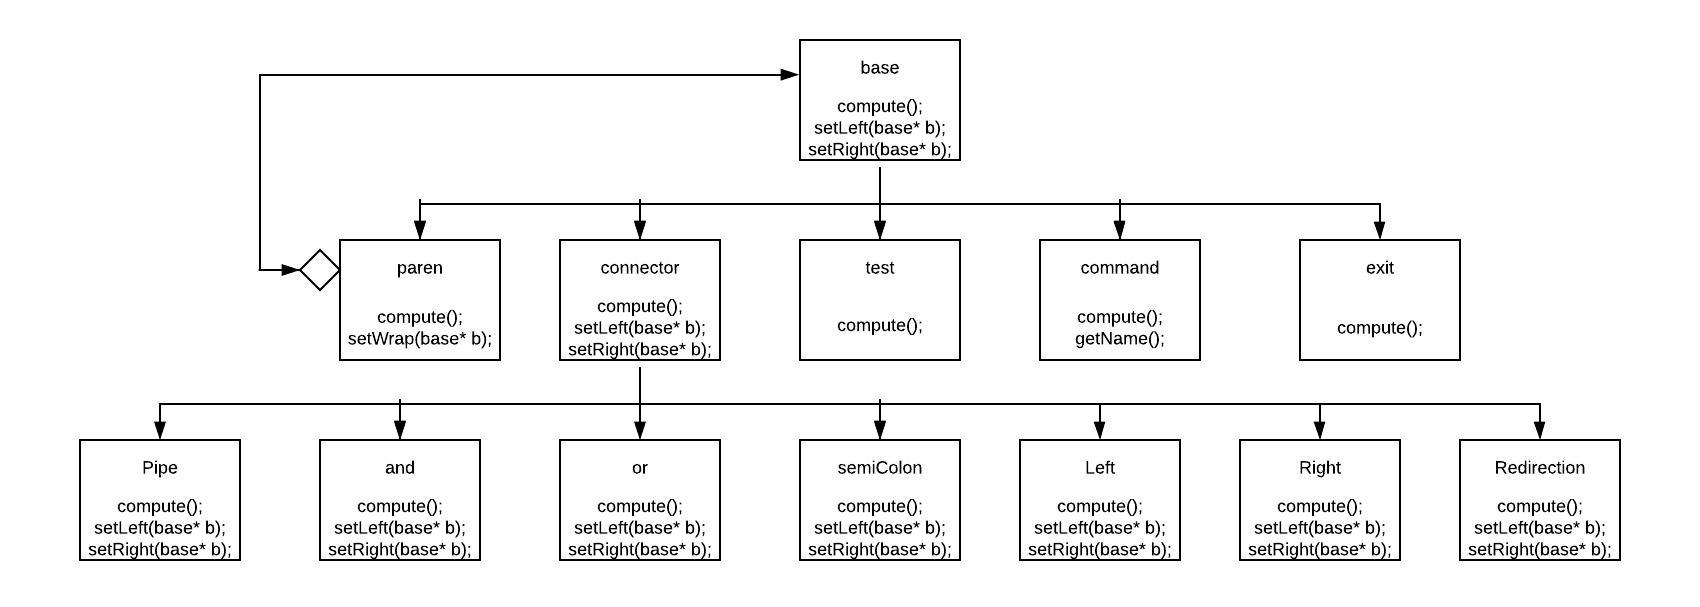 base
compute();
setLeft(base* b);
setRight(base* b);
paren
compute();
setWrap(base* b);
connector
compute();
setLeft(base* b);
setRight(base* b);
test
compute();
command
compute();
getName();
exit
compute();
Pipe
compute();
setLeft(base* b);
setRight(base* b);
and
compute();
setLeft(base* b);
setRight(base* b);
or
compute();
setLeft(base* b);
setRight(base* b);
semiColon
compute();
setLeft(base* b);
setRight(base* b);
Left
compute();
setLeft(base* b);
setRight(base* b);
Right
compute();
setLeft(base* b);
setRight(base* b);
Redirection
compute();
setLeft(base* b);
setRight(base* b);